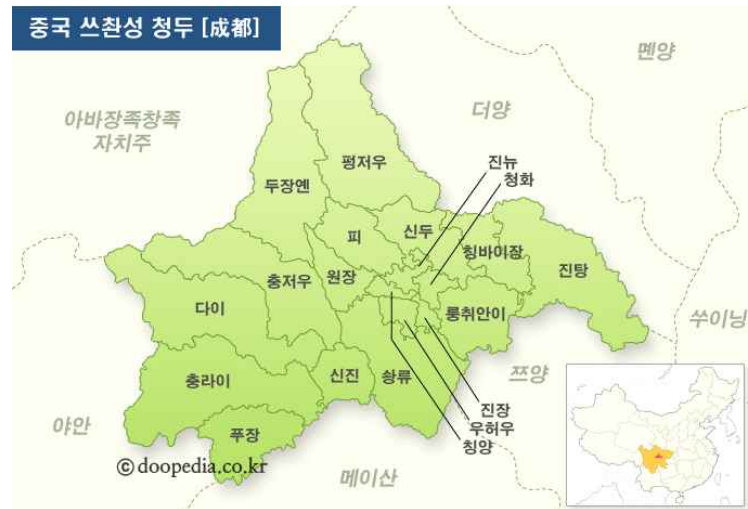 중국 쓰촨성 청두 [成都]
몐양
아바장족창족
자치주
더양
펑저우
진뉴
청화
두장옌
피
신두
칭바이장
진탕
원장
충저우
다이
룽취안이
쑤이닝
충라이
신진
솽류
쯔양
진장
우허우
칭양
야안
푸장
메이산
©doopedia.co.kr